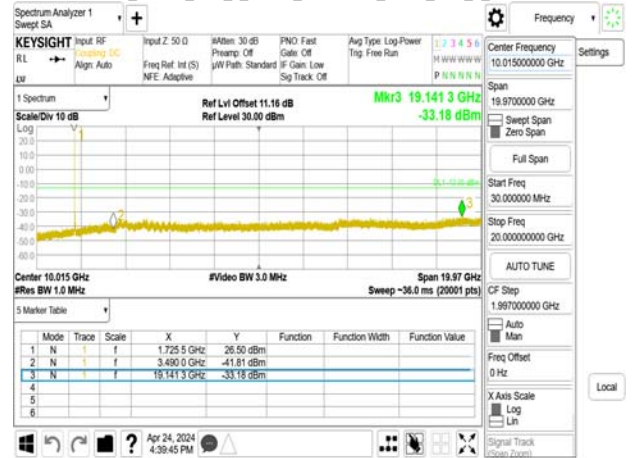 Spectrum Analyzer 1
Swept SA
Frequency
KEYSIGHT
RL
Input: RF
Coupling: DC
Align: Auto
Input Z: 50 Ω
Freq Ref: Int (S)
NFE: Adaptive
#Atten: 30 dB
Preamp: Off
µW Path: Standard
PNO: Fast
Gate: Off
IF Gain: Low
Sig Track: Off
Avg Type: Log-Power
Trig: Free Run
1 2 3 4 5 6
M W W W W W
P N N N N N
1 Spectrum
Scale/Div 10 dB
Log
Ref Lvl Offset 11.16 dB
Ref Level 30.00 dBm
Mkr3 19.141 3 GHz
-33.18 dBm
20.0
10.0
0.00
-10.0
-20.0
-30.0
-40.0
-50.0
-60.0
1
2
3
Center 10.015 GHz
#Video BW 3.0 MHz
Span 19.97 GHz
#Res BW 1.0 MHz
Sweep ~36.0 ms (20001 pts)
5 Marker Table
Mode Trace Scale X Y Function Function Width Function Value
1 N 1 f 1.725 5 GHz 26.50 dBm
2 N 1 f 3.490 0 GHz -41.81 dBm
3 N 1 f 19.141 3 GHz -33.18 dBm
4
5
6
Apr 24, 2024
4:39:45 PM
Center Frequency
10.015000000 GHz
Settings
Span
19.9700000 GHz
Swept Span
Zero Span
Full Span
Start Freq
30.000000 MHz
Stop Freq
20.000000000 GHz
AUTO TUNE
CF Step
1.997000000 GHz
Auto
Man
Freq Offset
0 Hz
X Axis Scale
Log
Lin
Local
Signal Track
(Span Zoom)